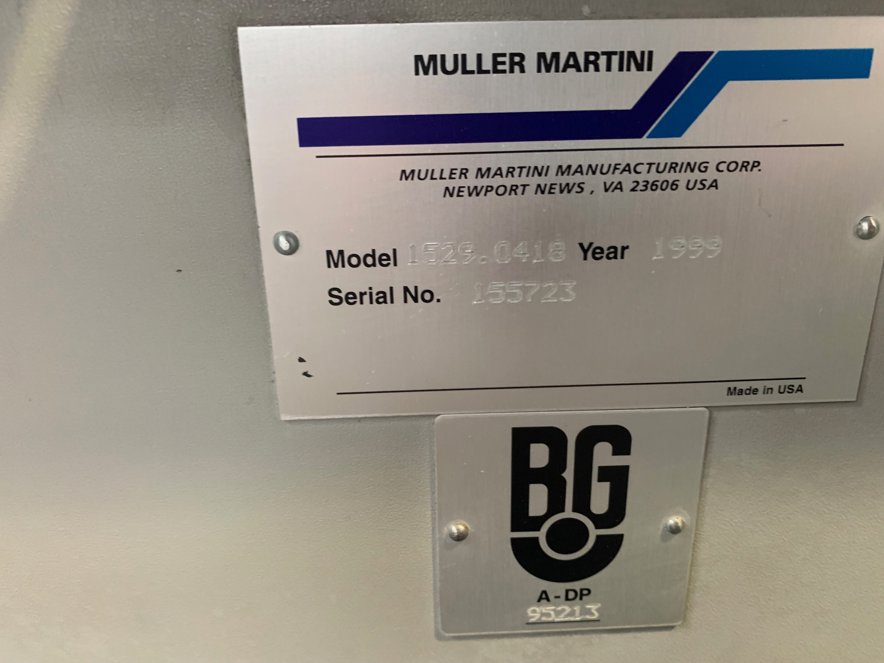 MULLER MARTINI
MULLER MARTINI MANUFACTURING CORP.
NEWPORT NEWS , VA 23606 USA
Model 1529.0418 Year 1999
Serial No. 155723
Made in USA
BG
A-DP
95213